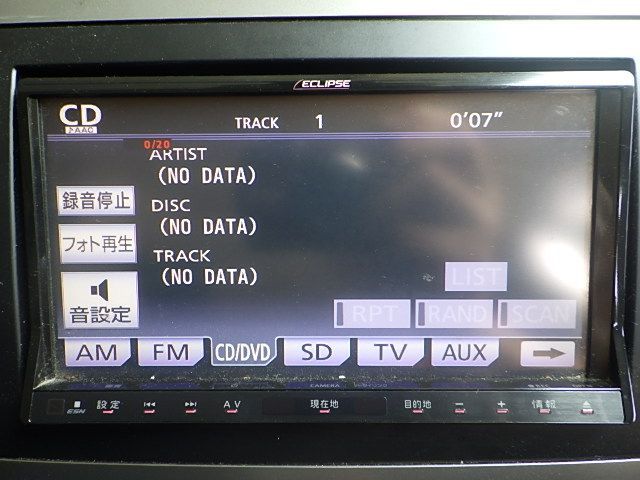 ECLIPSE
CD TRACK 1 0'07"
♪AAC
0/20
ARTIST
(NO DATA)
録音停止
DISC
(NO DATA)
フォト再生
TRACK
(NO DATA)
LIST
音設定
RPT RAND SCAN
AM FM CD/DVD SD TV AUX
ESN 設定 AV 現在地 目的地 − + 情報